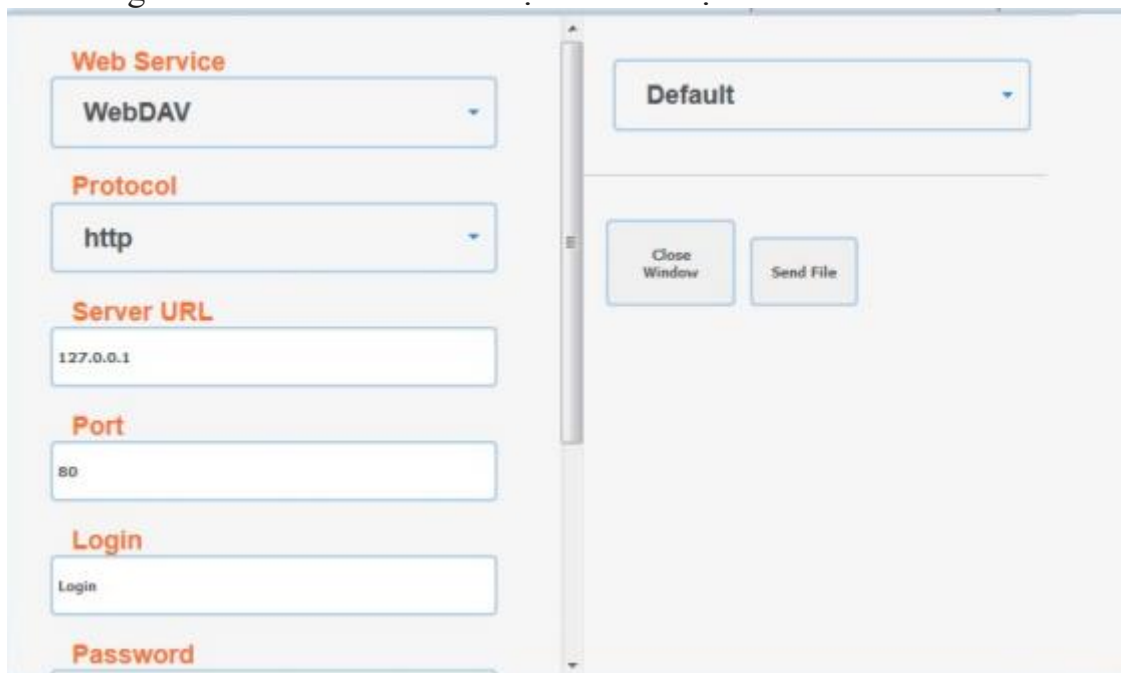 Web Service
WebDAV
Protocol
http
Server URL
127.0.0.1
Port
80
Login
Login
Password
Default
Close
Window
Send File